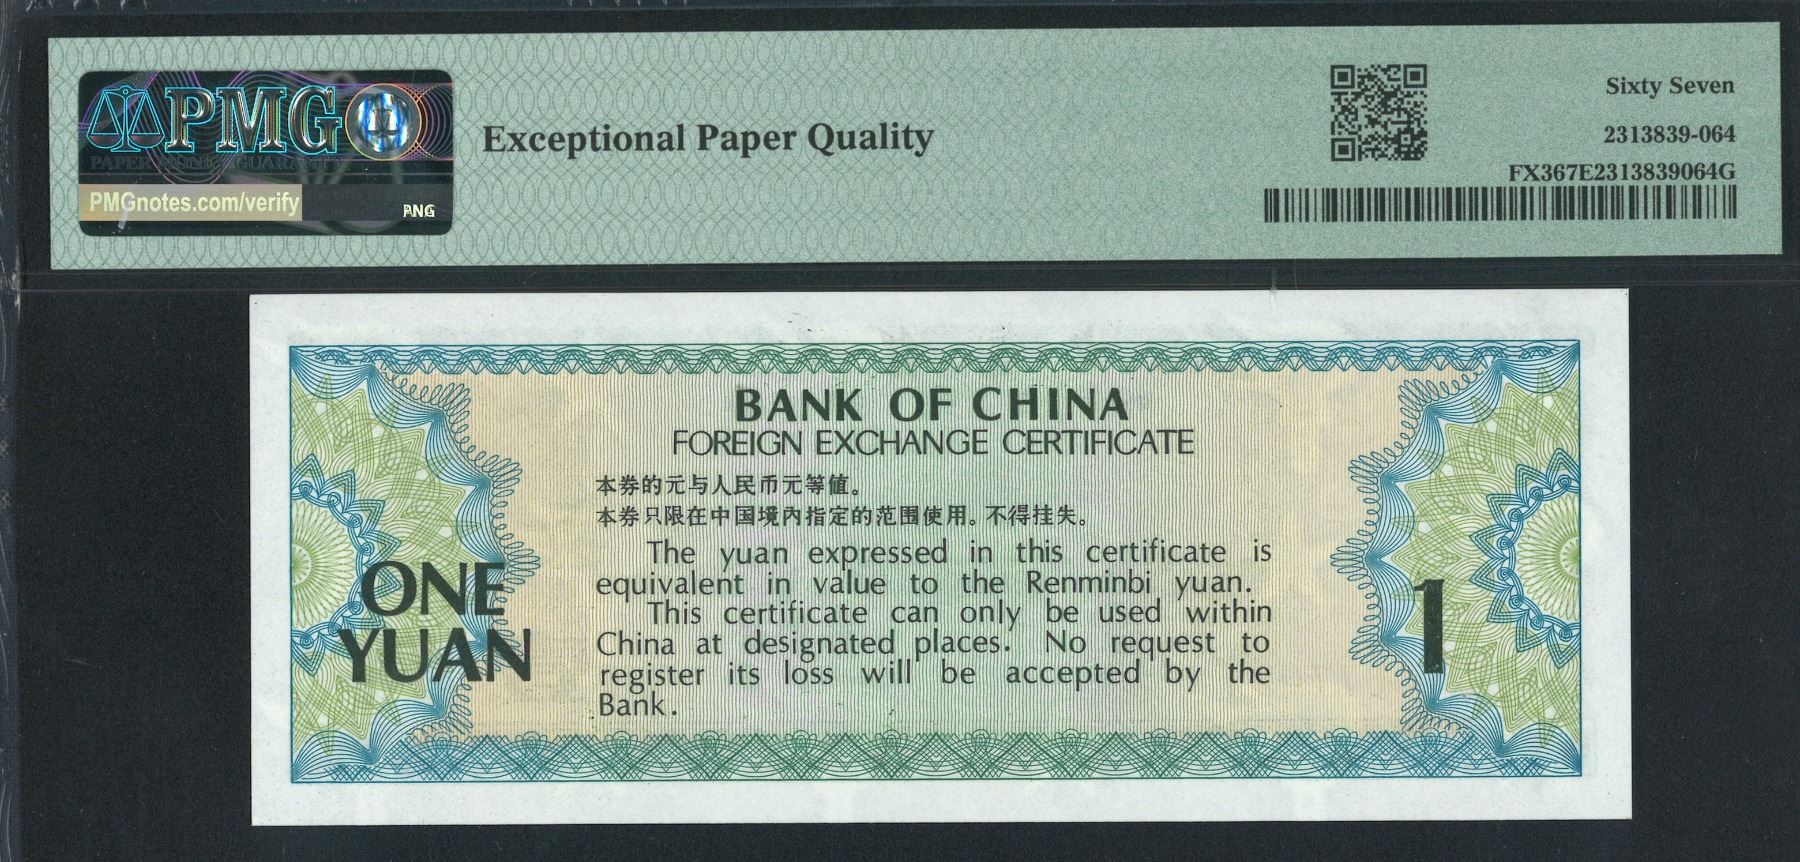 PMG
PAPER MONEY GUARANTY
PMGnotes.com/verify
PNG
Exceptional Paper Quality
Sixty Seven
2313839-064
FX367E2313839064G
BANK OF CHINA
FOREIGN EXCHANGE CERTIFICATE
本券的元与人民币元等值。
本券只限在中国境内指定的范围使用。不得挂失。
The yuan expressed in this certificate is
equivalent in value to the Renminbi yuan.
This certificate can only be used within
China at designated places. No request to
register its loss will be accepted by the
Bank.
ONE
YUAN
1